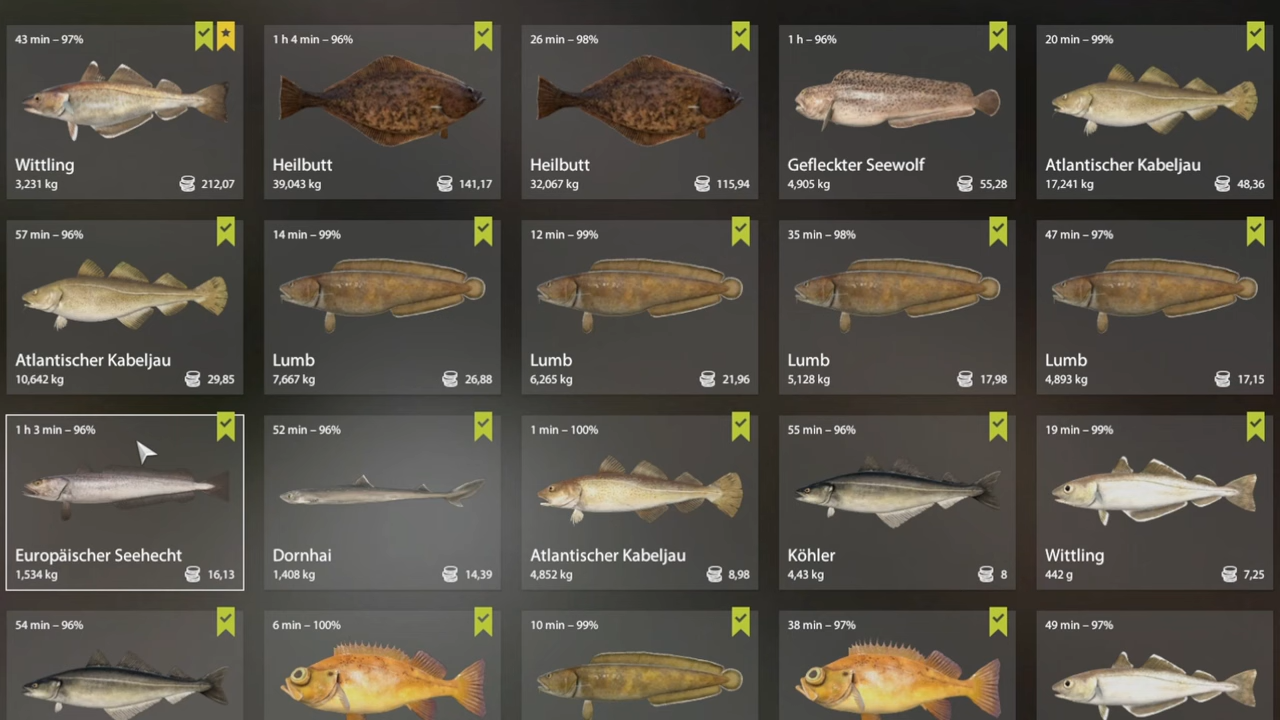 43 min – 97%
Wittling
3,231 kg
212,07
1 h 4 min – 96%
Heilbutt
39,043 kg
141,17
26 min – 98%
Heilbutt
32,067 kg
115,94
1 h – 96%
Gefleckter Seewolf
4,905 kg
55,28
20 min – 99%
Atlantischer Kabeljau
17,241 kg
48,36
57 min – 96%
Atlantischer Kabeljau
10,642 kg
29,85
14 min – 99%
Lumb
7,667 kg
26,88
12 min – 99%
Lumb
6,265 kg
21,96
35 min – 98%
Lumb
5,128 kg
17,98
47 min – 97%
Lumb
4,893 kg
17,15
1 h 3 min – 96%
Europäischer Seehecht
1,534 kg
16,13
52 min – 96%
Dornhai
1,408 kg
14,39
1 min – 100%
Atlantischer Kabeljau
4,852 kg
8,98
55 min – 96%
Köhler
4,43 kg
8
19 min – 99%
Wittling
442 g
7,25
54 min – 96%
6 min – 100%
10 min – 99%
38 min – 97%
49 min – 97%